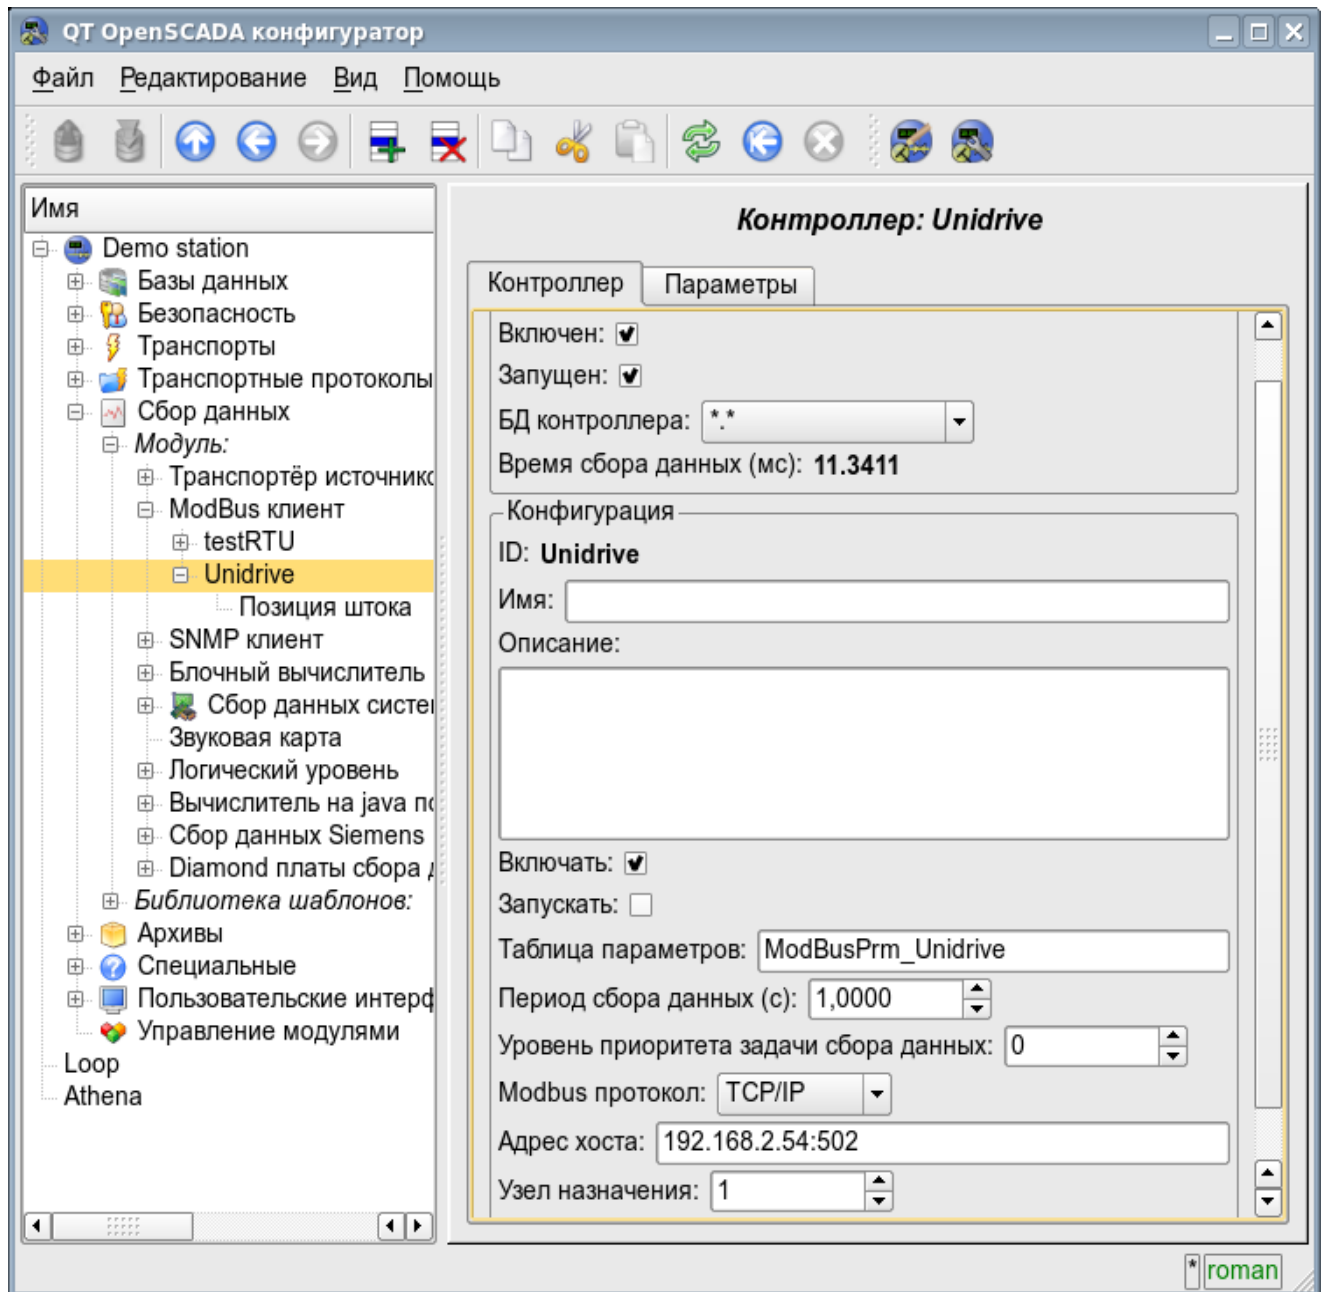 QT OpenSCADA конфигуратор
Файл Редактирование Вид Помощь
Имя
Demo station
Базы данных
Безопасность
Транспорты
Транспортные протоколы
Сбор данных
Модуль:
Транспортёр источнико
ModBus клиент
testRTU
Unidrive
Позиция штока
SNMP клиент
Блочный вычислитель
Сбор данных систе
Звуковая карта
Логический уровень
Вычислитель на java по
Сбор данных Siemens
Diamond платы сбора д
Библиотека шаблонов:
Архивы
Специальные
Пользовательские интерф
Управление модулями
Loop
Athena
Контроллер: Unidrive
Контроллер Параметры
Включен:
Запущен:
БД контроллера: *.*
Время сбора данных (мс): 11.3411
Конфигурация
ID: Unidrive
Имя:
Описание:
Включать:
Запускать:
Таблица параметров: ModBusPrm_Unidrive
Период сбора данных (с): 1,0000
Уровень приоритета задачи сбора данных: 0
Modbus протокол: TCP/IP
Адрес хоста: 192.168.2.54:502
Узел назначения: 1
* roman